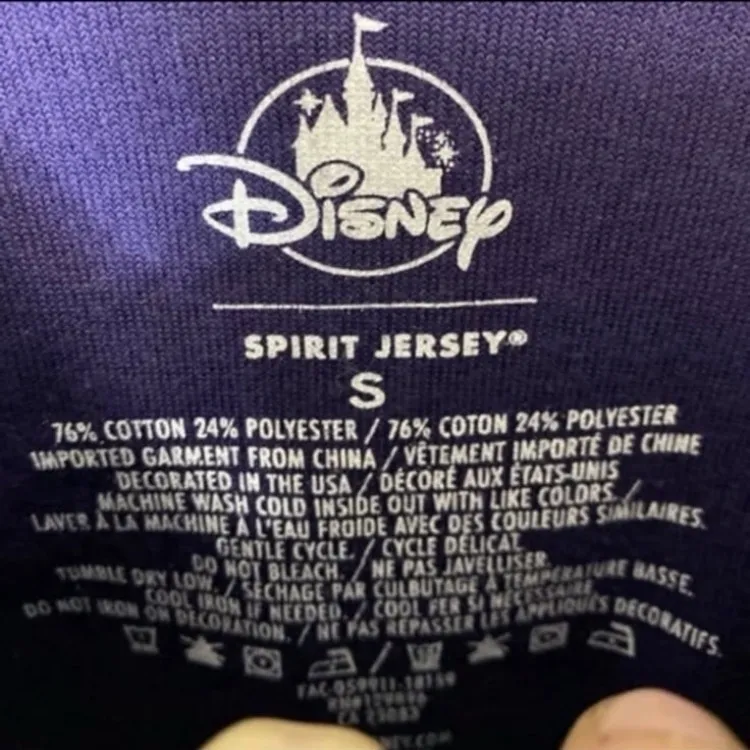 Disney
SPIRIT JERSEY®
S
76% COTTON 24% POLYESTER / 76% COTON 24% POLYESTER
IMPORTED GARMENT FROM CHINA / VÊTEMENT IMPORTÉ DE CHINE
DECORATED IN THE USA / DÉCORÉ AUX ÉTATS-UNIS
MACHINE WASH COLD INSIDE OUT WITH LIKE COLORS. /
LAVER À LA MACHINE À L'EAU FROIDE AVEC DES COULEURS SIMILAIRES.
GENTLE CYCLE. / CYCLE DÉLICAT.
DO NOT BLEACH. / NE PAS JAVELLISER.
TUMBLE DRY LOW. / SÉCHAGE PAR CULBUTAGE À TEMPÉRATURE BASSE.
COOL IRON IF NEEDED. / COOL FER SI NÉCESSAIRE
DO NOT IRON ON DECORATION. / NE PAS REPASSER LES APPLIQUÉS DÉCORATIFS.
/